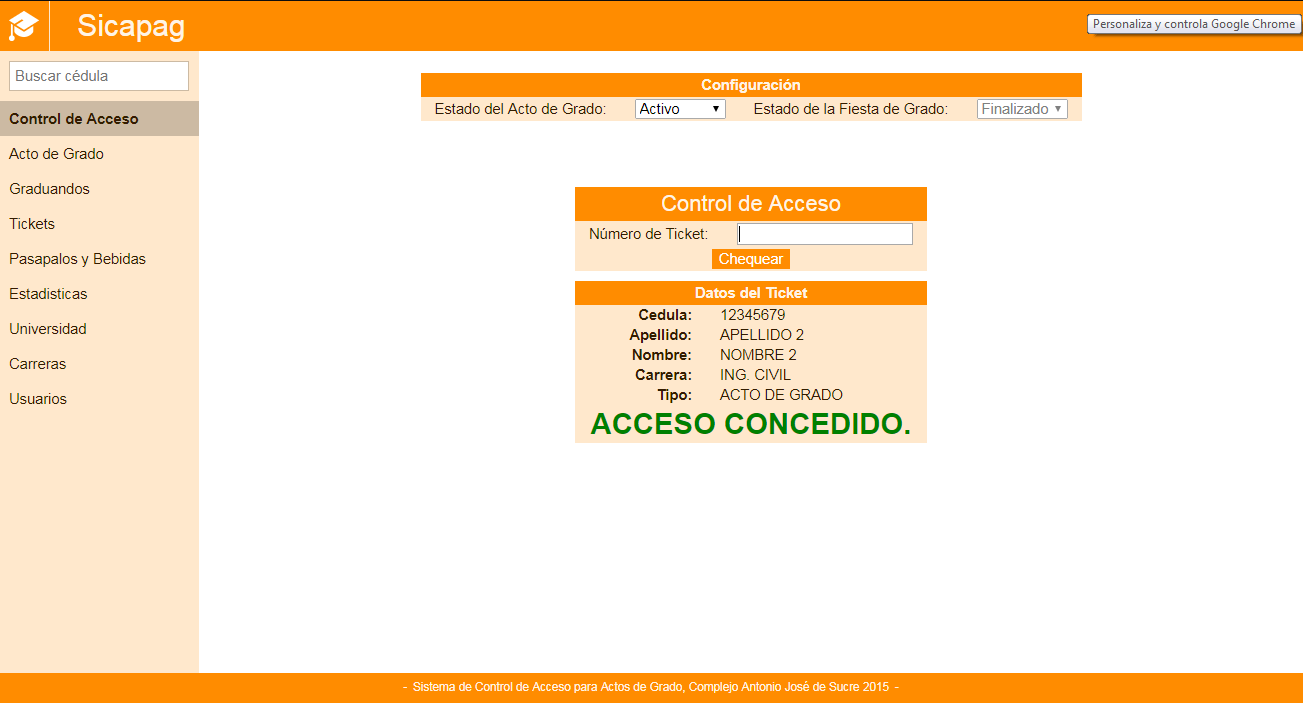 Sicapag
Personaliza y controla Google Chrome
Buscar cédula
Control de Acceso
Acto de Grado
Graduandos
Tickets
Pasapalos y Bebidas
Estadisticas
Universidad
Carreras
Usuarios
Configuración
Estado del Acto de Grado: Activo Estado de la Fiesta de Grado: Finalizado
Control de Acceso
Número de Ticket:
Chequear
Datos del Ticket
Cedula: 12345679
Apellido: APELLIDO 2
Nombre: NOMBRE 2
Carrera: ING. CIVIL
Tipo: ACTO DE GRADO
ACCESO CONCEDIDO.
- Sistema de Control de Acceso para Actos de Grado, Complejo Antonio José de Sucre 2015 -